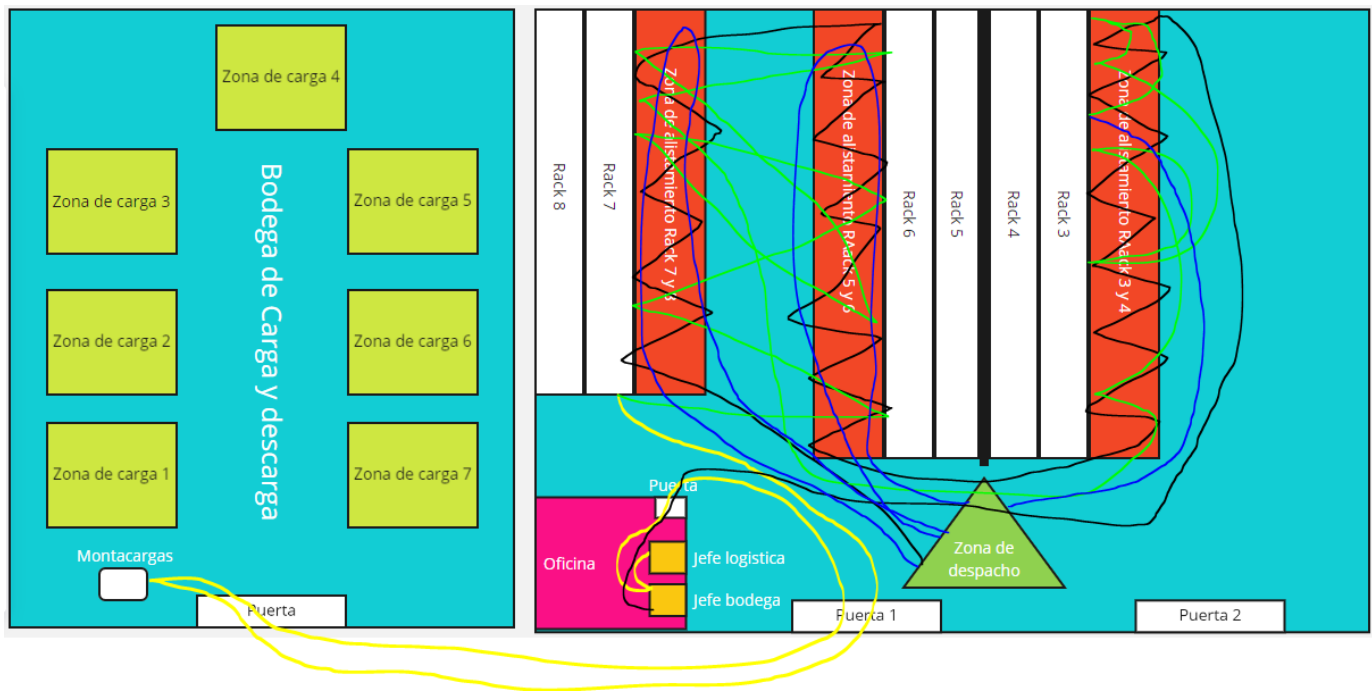 Zona de carga 4
Zona de carga 3
Zona de carga 5
Zona de carga 2
Zona de carga 6
Zona de carga 1
Zona de carga 7
Bodega de Carga y descarga
Montacargas
Puerta
Rack 8
Rack 7
Zona de alistamiento Rack 7 y 8
Zona de alistamiento RAack 5 y 6
Rack 6
Rack 5
Rack 4
Rack 3
Zona de alistamiento RAack 3 y 4
Puerta
Oficina
Jefe logistica
Jefe bodega
Zona de
despacho
Puerta 1
Puerta 2